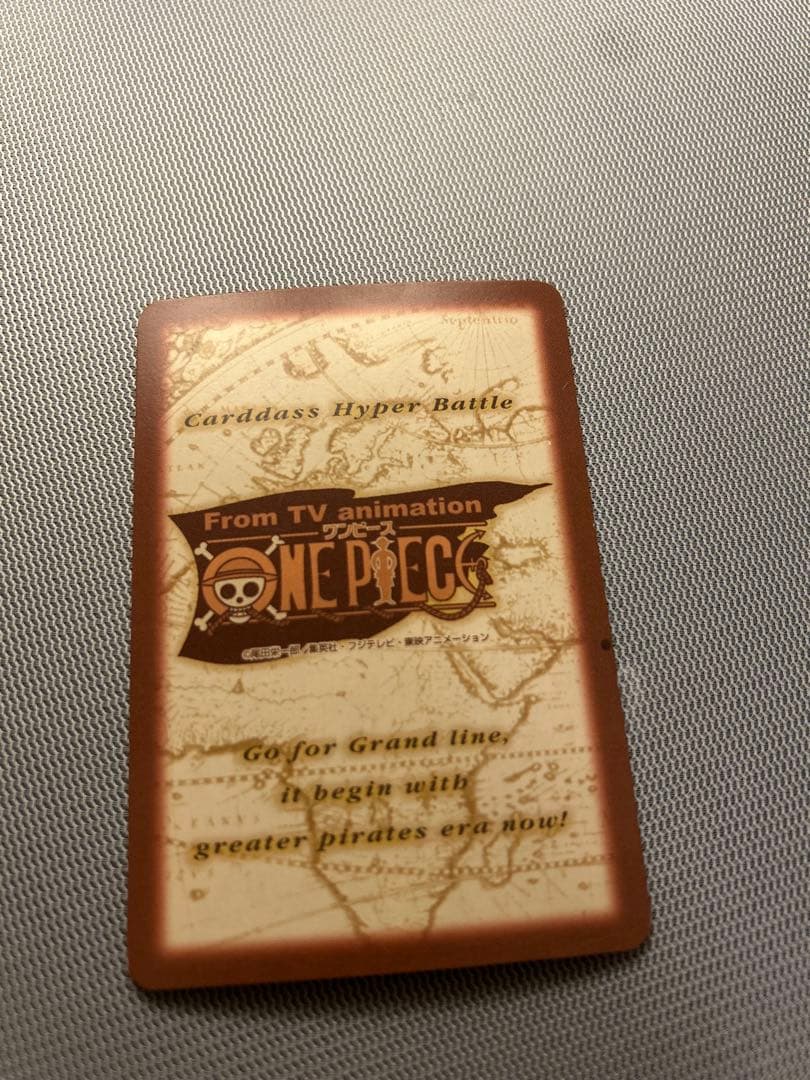 Septentrio
Carddass Hyper Battle
From TV animation
ワンピース
ONE PIECE
©尾田栄一郎/集英社・フジテレビ・東映アニメーション
Go for Grand line,
it begin with
greater pirates era now!